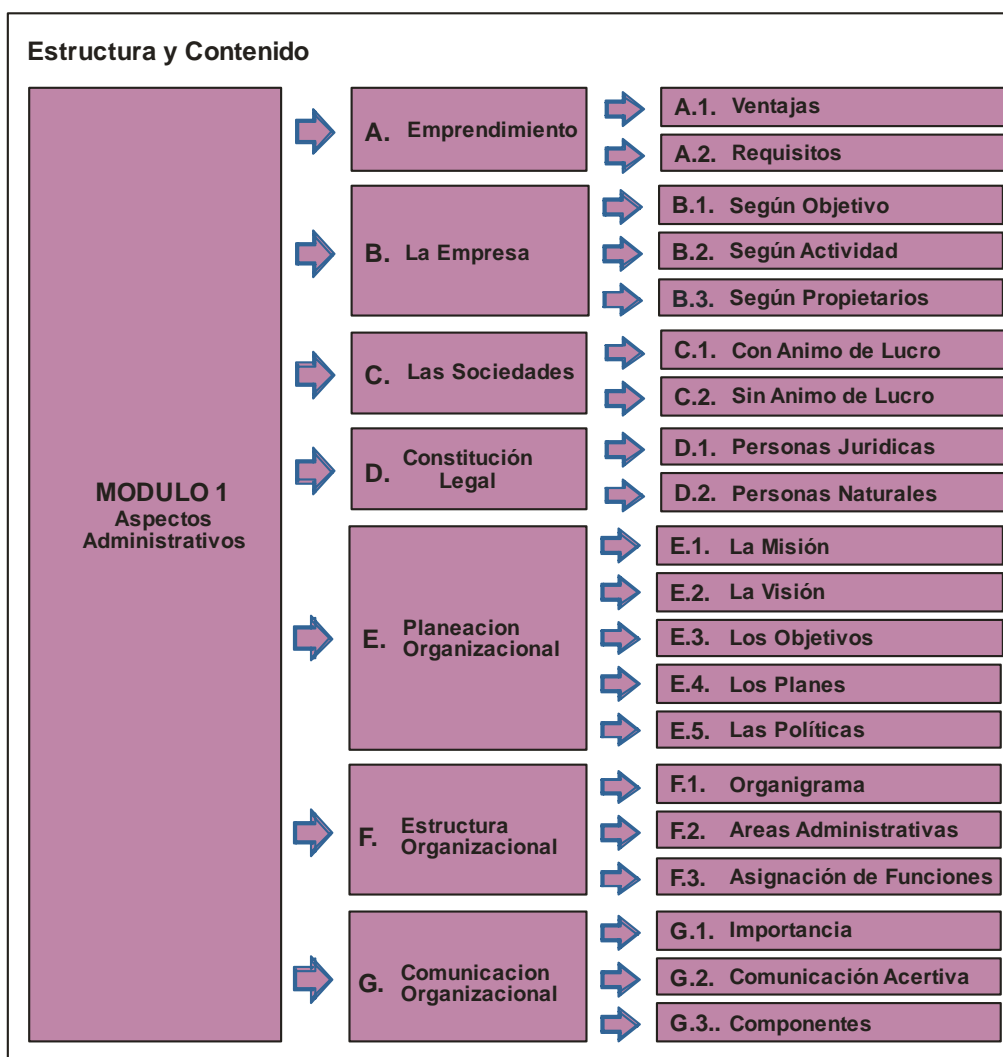 Estructura y Contenido
MODULO 1
Aspectos
Administrativos
A. Emprendimiento
A.1. Ventajas
A.2. Requisitos
B. La Empresa
B.1. Según Objetivo
B.2. Según Actividad
B.3. Según Propietarios
C. Las Sociedades
C.1. Con Animo de Lucro
C.2. Sin Animo de Lucro
D. Constitución
Legal
D.1. Personas Juridicas
D.2. Personas Naturales
E. Planeacion
Organizacional
E.1. La Misión
E.2. La Visión
E.3. Los Objetivos
E.4. Los Planes
E.5. Las Políticas
F. Estructura
Organizacional
F.1. Organigrama
F.2. Areas Administrativas
F.3. Asignación de Funciones
G. Comunicacion
Organizacional
G.1. Importancia
G.2. Comunicación Acertiva
G.3.. Componentes